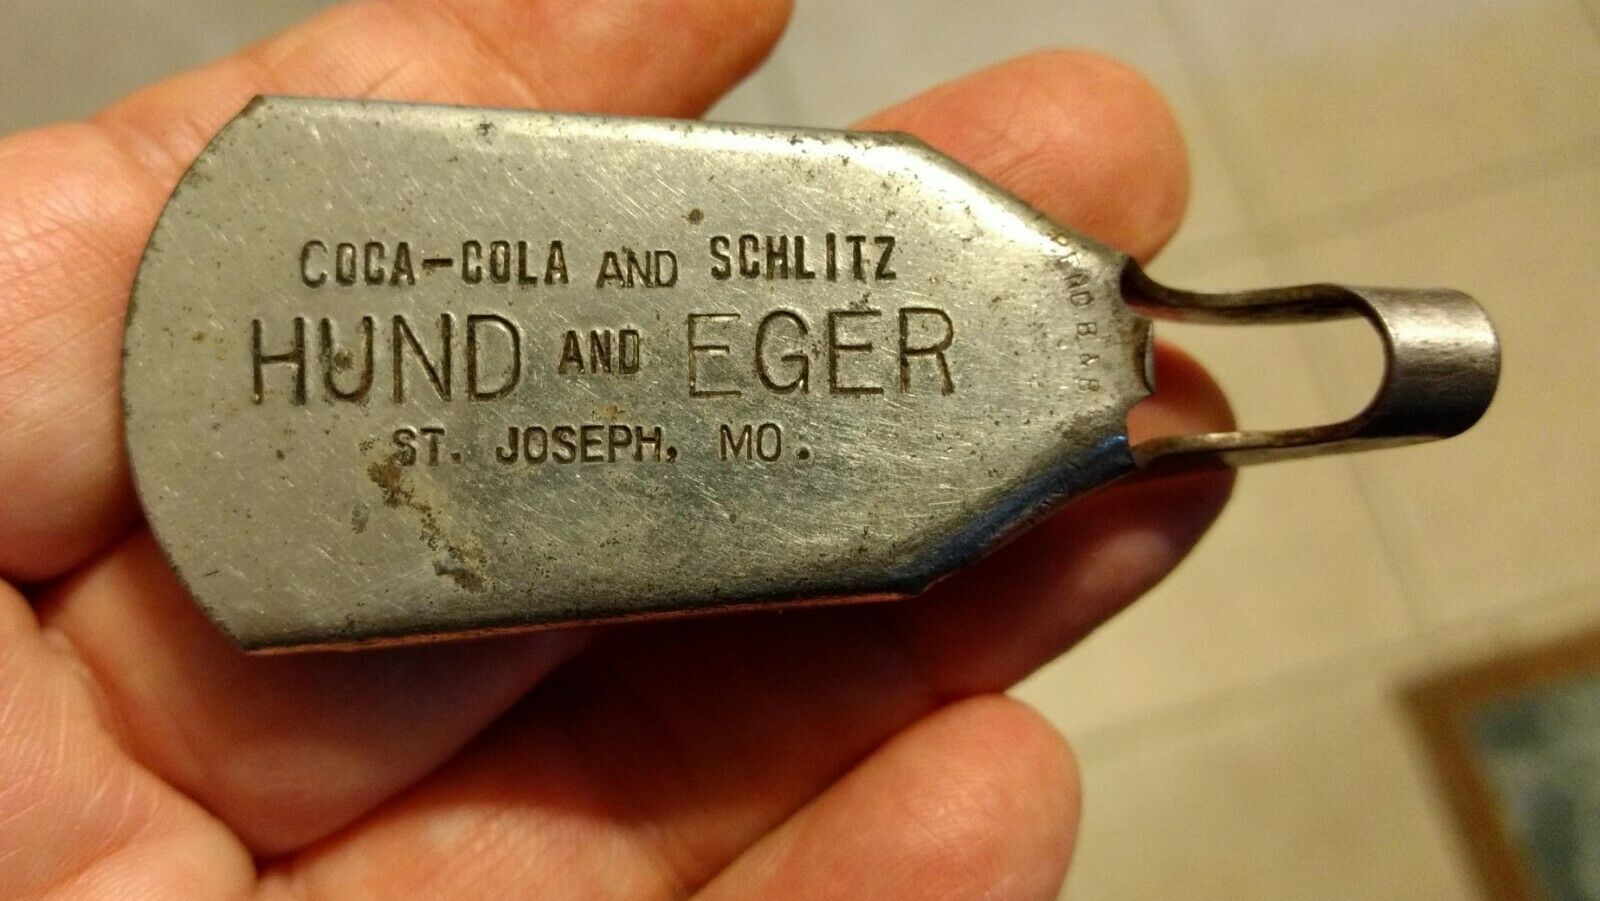 COCA-COLA AND SCHLITZ
HUND AND EGER
ST. JOSEPH, MO.